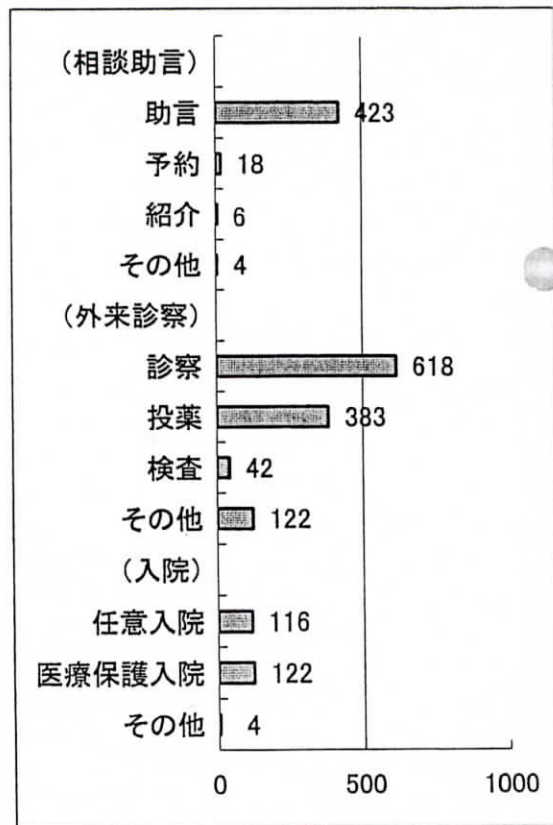 (相談助言)
助言 423
予約 18
紹介 6
その他 4
(外来診察)
診察 618
投薬 383
検査 42
その他 122
(入院)
任意入院 116
医療保護入院 122
その他 4
0 500 1000